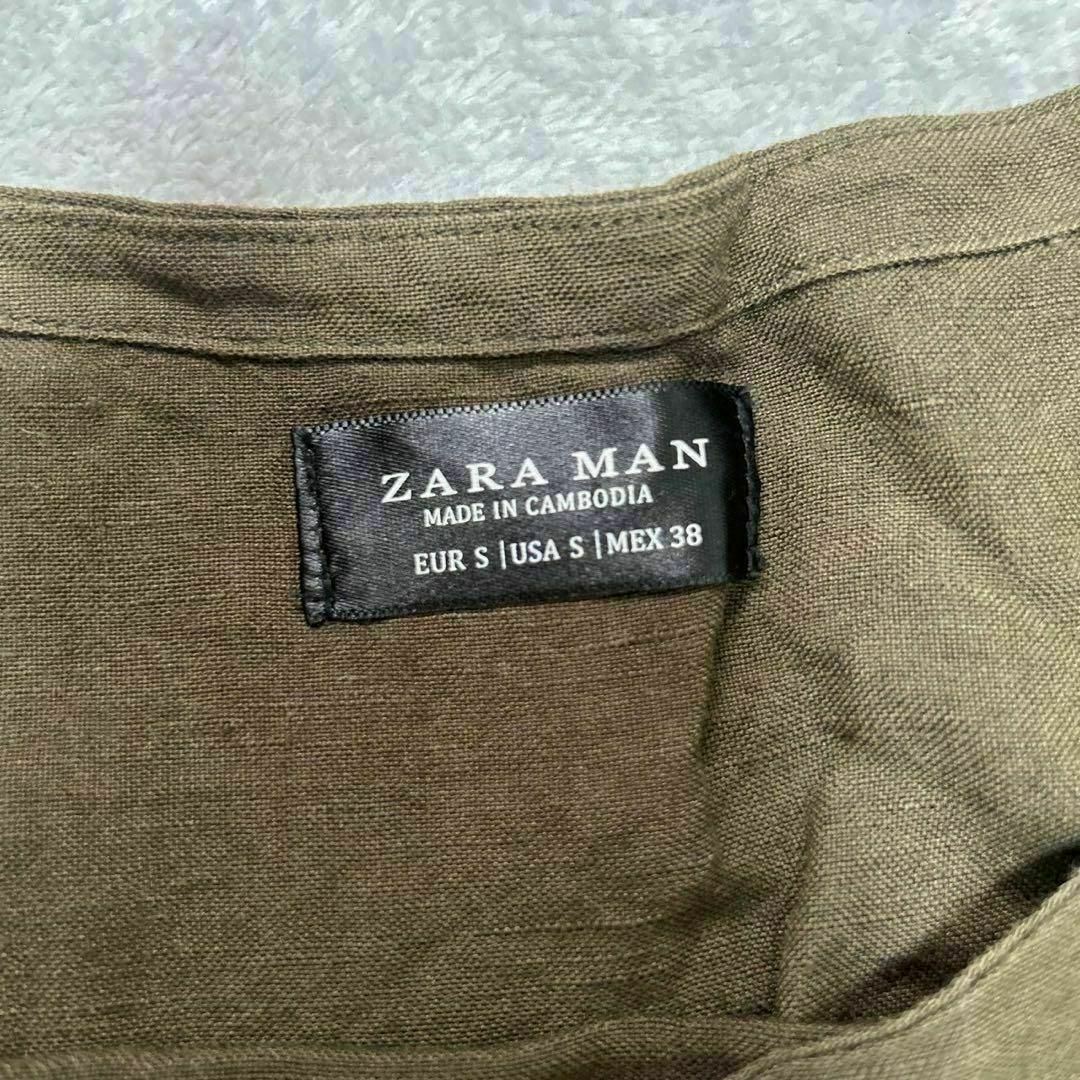 ZARA MAN
MADE IN CAMBODIA
EUR S | USA S | MEX 38